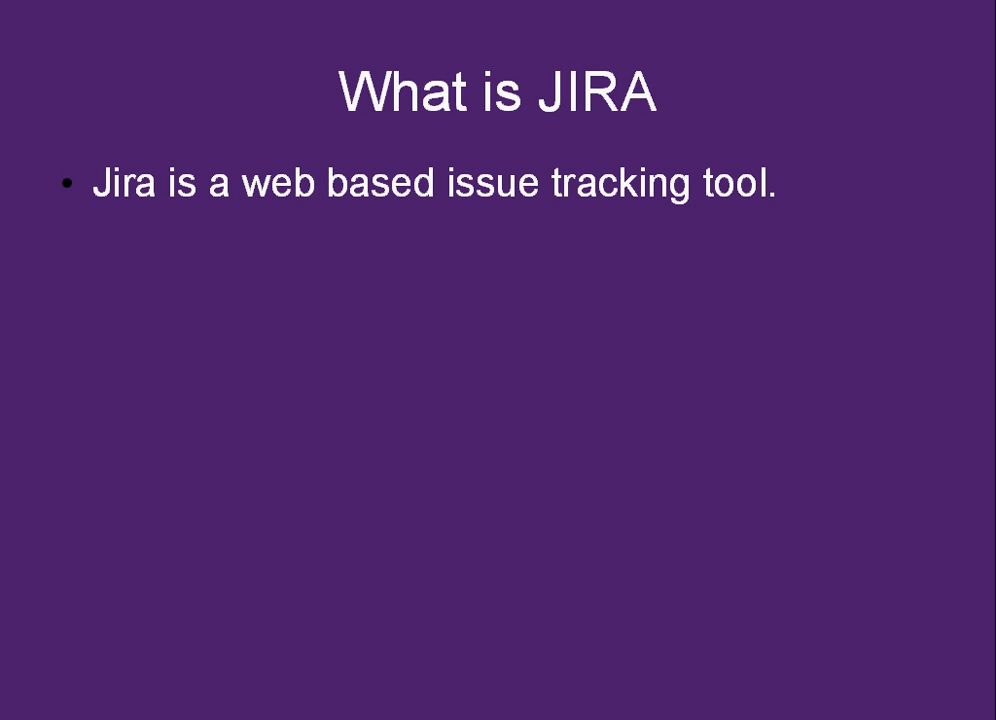 What is JIRA
• Jira is a web based issue tracking tool.